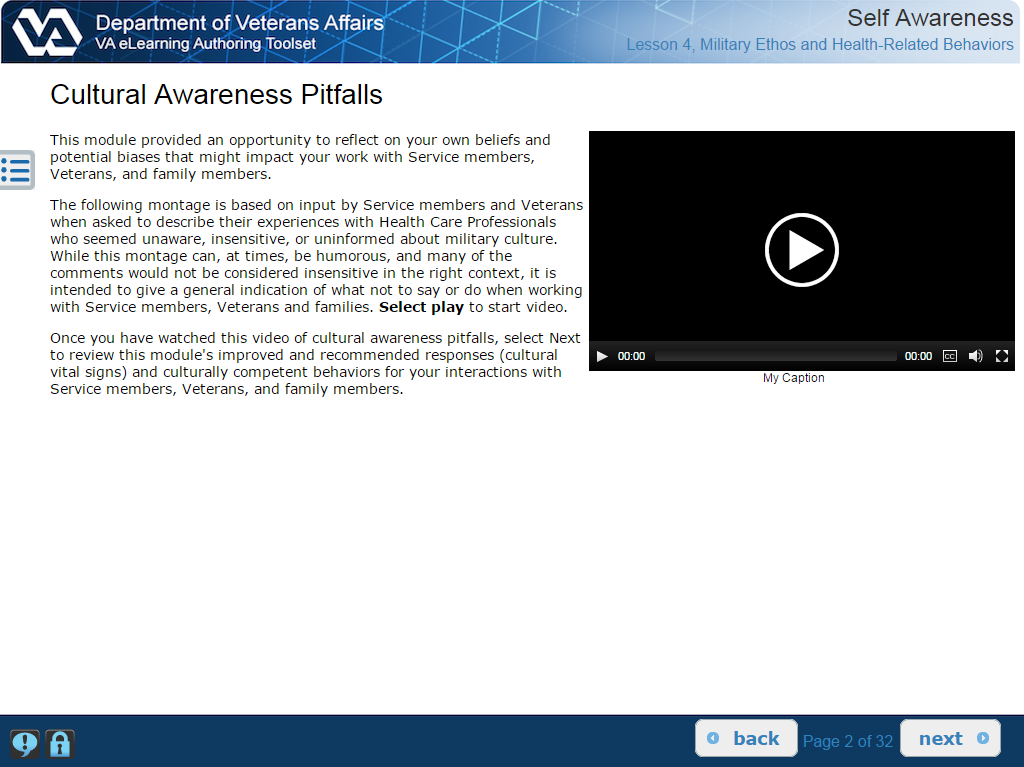 VA
Department of Veterans Affairs
VA eLearning Authoring Toolset
Self Awareness
Lesson 4, Military Ethos and Health-Related Behaviors
Cultural Awareness Pitfalls
This module provided an opportunity to reflect on your own beliefs and
potential biases that might impact your work with Service members,
Veterans, and family members.
The following montage is based on input by Service members and Veterans
when asked to describe their experiences with Health Care Professionals
who seemed unaware, insensitive, or uninformed about military culture.
While this montage can, at times, be humorous, and many of the
comments would not be considered insensitive in the right context, it is
intended to give a general indication of what not to say or do when working
with Service members, Veterans and families. Select play to start video.
Once you have watched this video of cultural awareness pitfalls, select Next
to review this module's improved and recommended responses (cultural
vital signs) and culturally competent behaviors for your interactions with
Service members, Veterans, and family members.
00:00
00:00
CC
My Caption
back
Page 2 of 32
next